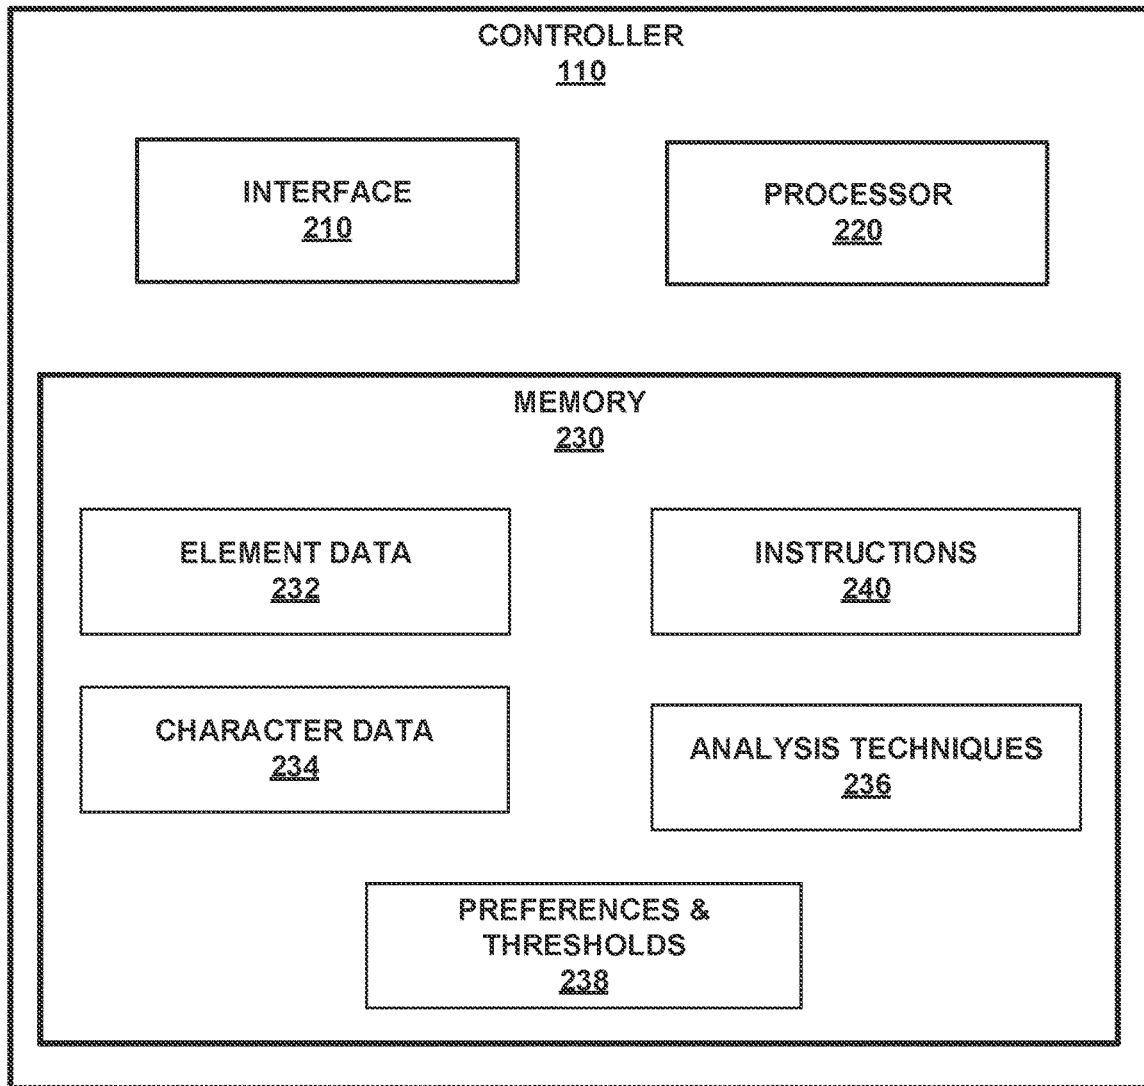 CONTROLLER
110
INTERFACE
210
PROCESSOR
220
MEMORY
230
ELEMENT DATA
232
INSTRUCTIONS
240
CHARACTER DATA
234
ANALYSIS TECHNIQUES
236
PREFERENCES &
THRESHOLDS
238